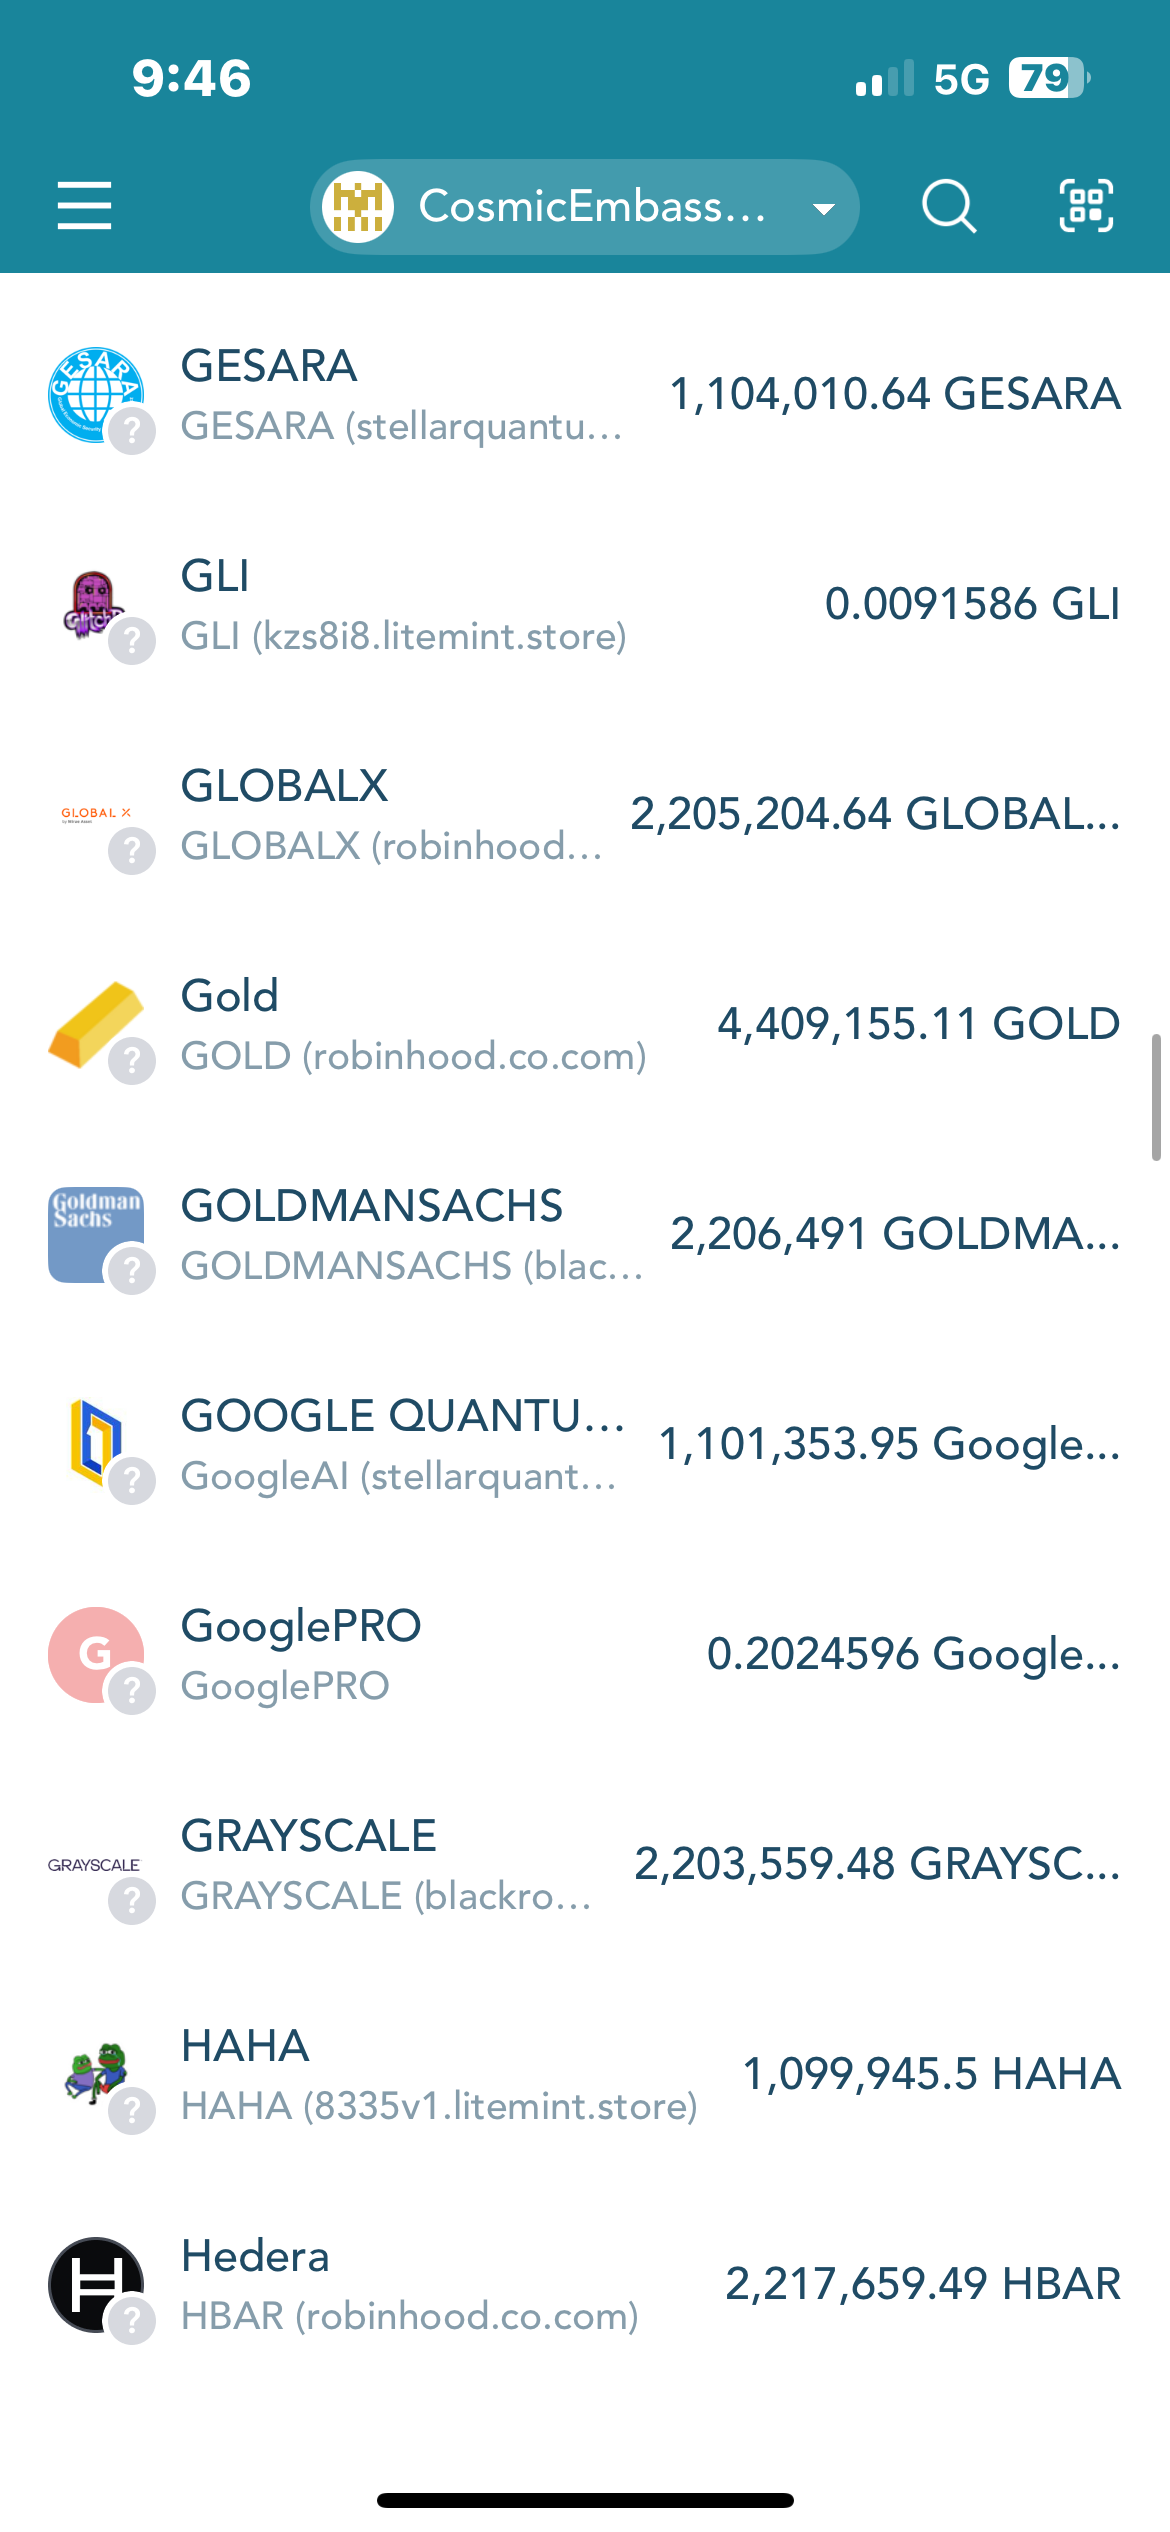 9:46
5G
79
CosmicEmbass...
GESARA
GESARA
GESARA (stellarquantu...
1,104,010.64 GESARA
GLI
GLI (kzs8i8.litemint.store)
0.0091586 GLI
GLOBAL X
GLOBALX
GLOBALX (robinhood...
2,205,204.64 GLOBAL...
Gold
GOLD (robinhood.co.com)
4,409,155.11 GOLD
Goldman
Sachs
GOLDMANSACHS
GOLDMANSACHS (blac...
2,206,491 GOLDMA...
GOOGLE QUANTU...
GoogleAI (stellarquant...
1,101,353.95 Google...
G
GooglePRO
GooglePRO
0.2024596 Google...
GRAYSCALE
GRAYSCALE
GRAYSCALE (blackro...
2,203,559.48 GRAYSC...
HAHA
HAHA (8335v1.litemint.store)
1,099,945.5 HAHA
Hedera
HBAR (robinhood.co.com)
2,217,659.49 HBAR